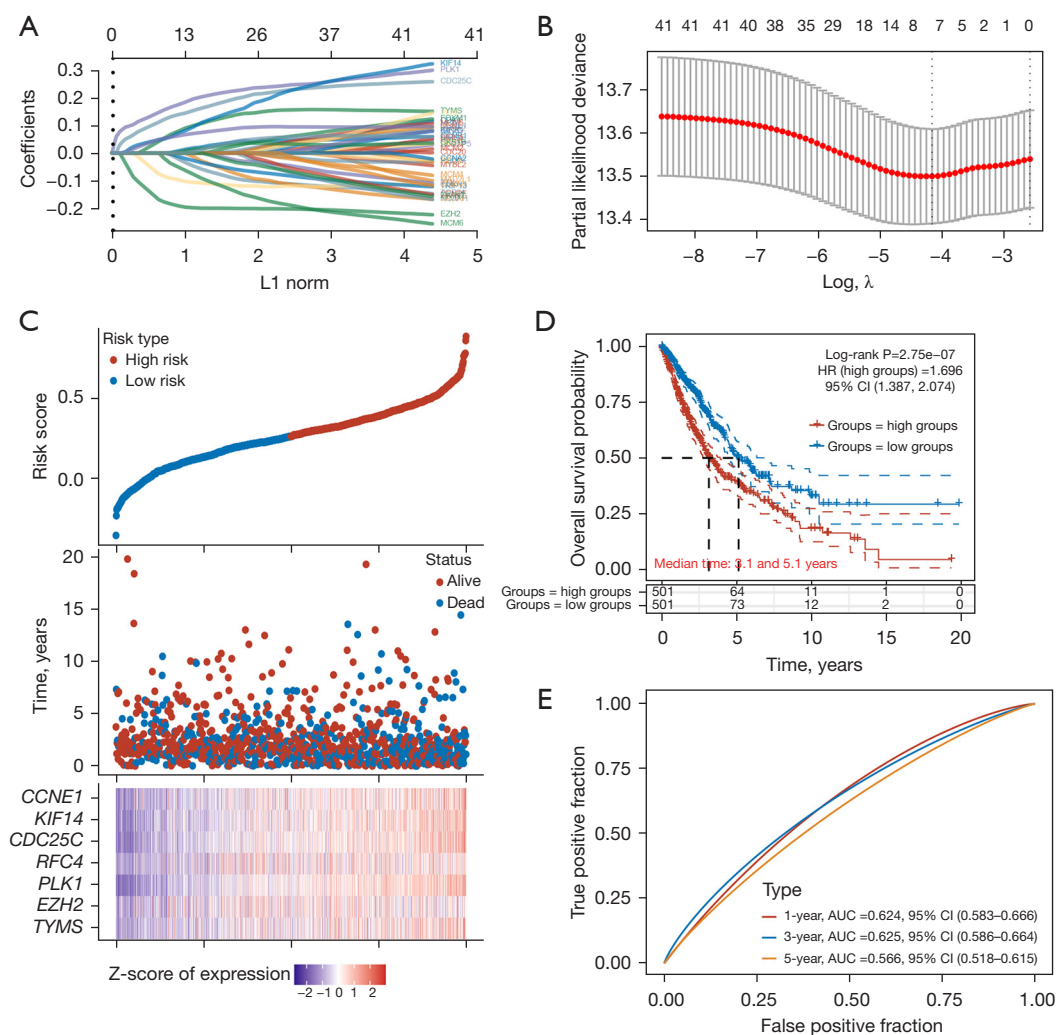 A
0 13 26 37 44 41
0.3
0.2
0.1
0.0
−0.1
−0.2
Coefficients
KIF14
PLK1
CDC25C
TYMS
CDC20
CCNA2
MYBL2
MCM4
TRIP13
EZH2
MCM6
0 1 2 3 4 5
L1 norm
B
41 41 41 40 38 35 29 18 14 8 7 5 2 1 0
Partial likelihood deviance
13.7
13.6
13.5
13.4
−8 −7 −6 −5 −4 −3
Log, λ
C
Risk type
High risk
Low risk
Risk score
0.5
0.0
Status
Alive
Dead
Time, years
20
15
10
5
0
CCNE1
KIF14
CDC25C
RFC4
PLK1
EZH2
TYMS
Z-score of expression
−2 −1 0 1 2
D
Overall survival probability
1.00
0.75
0.50
0.25
0.00
Log-rank P=2.75e-07
HR (high groups) =1.696
95% CI (1.387, 2.074)
Groups = high groups
Groups = low groups
Median time: 3.1 and 5.1 years
Groups = high groups 501 64 11 1 0
Groups = low groups 501 73 12 2 0
0 5 10 15 20
Time, years
E
True positive fraction
1.00
0.75
0.50
0.25
0.00
Type
1-year, AUC =0.624, 95% CI (0.583–0.666)
3-year, AUC =0.625, 95% CI (0.586–0.664)
5-year, AUC =0.566, 95% CI (0.518–0.615)
0.00 0.25 0.50 0.75 1.00
False positive fraction